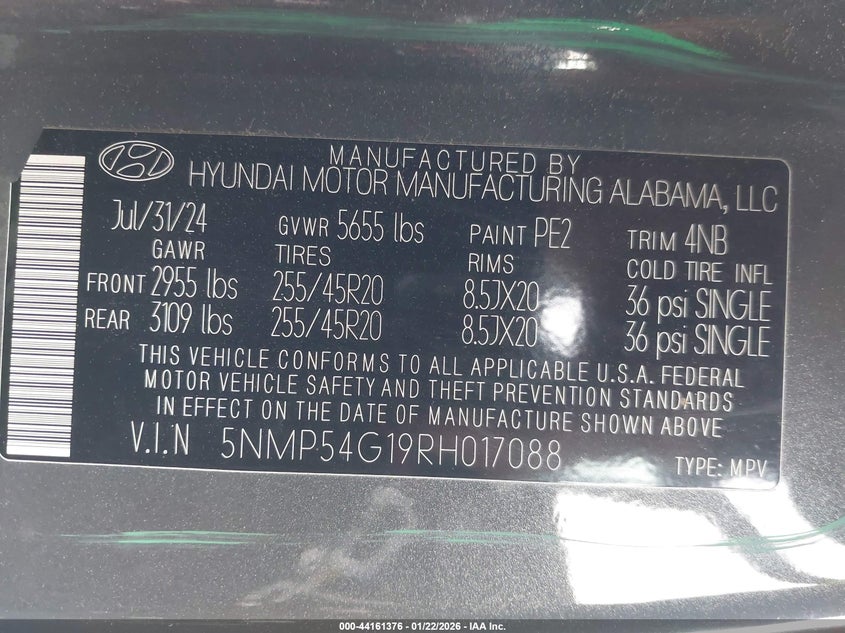 MANUFACTURED BY
HYUNDAI MOTOR MANUFACTURING ALABAMA, LLC
Jul/31/24 GVWR 5655 lbs PAINT PE2 TRIM 4NB
GAWR TIRES RIMS COLD TIRE INFL
FRONT 2955 lbs 255/45R20 8.5JX20 36 psi SINGLE
REAR 3109 lbs 255/45R20 8.5JX20 36 psi SINGLE
THIS VEHICLE CONFORMS TO ALL APPLICABLE U.S.A. FEDERAL
MOTOR VEHICLE SAFETY AND THEFT PREVENTION STANDARDS
IN EFFECT ON THE DATE OF MANUFACTURE SHOWN ABOVE
V.I.N 5NMP54G19RH017088 TYPE: MPV
000-44161376 - 01/22/2026 - IAA Inc.